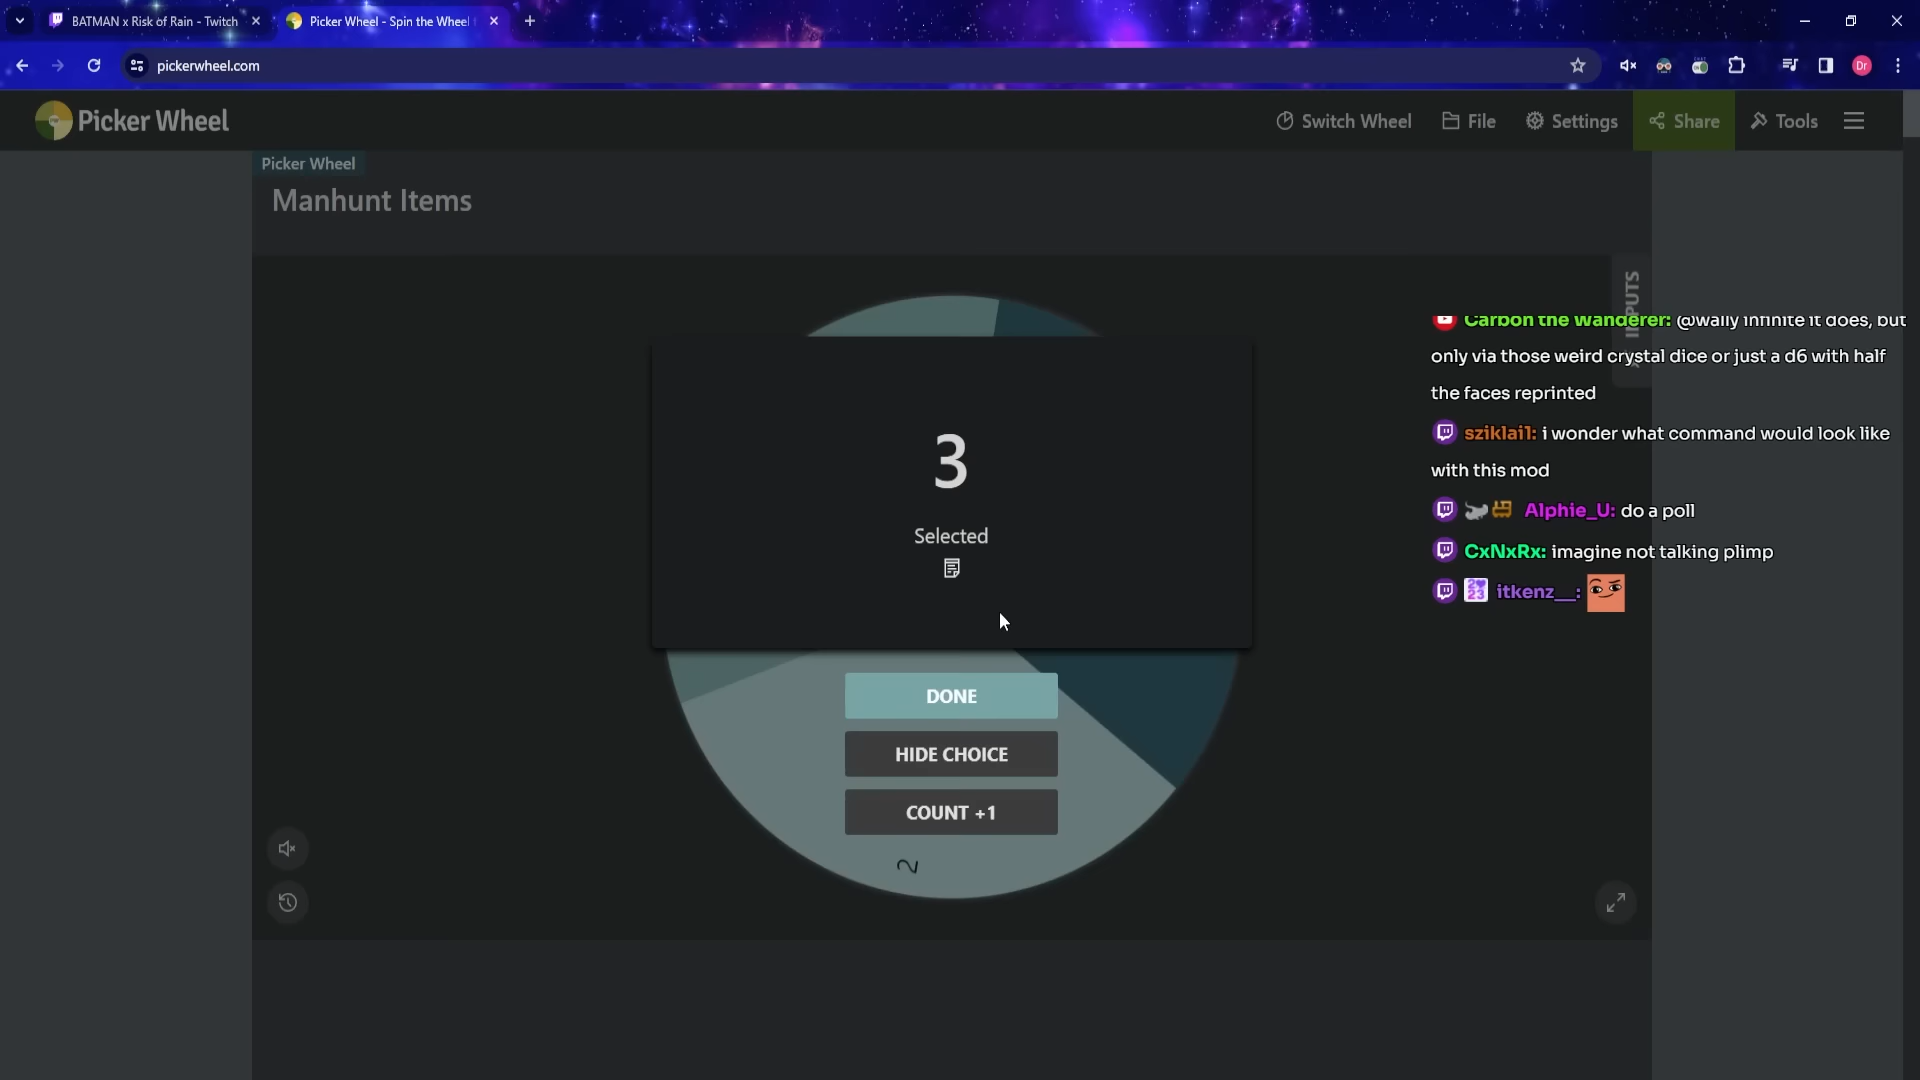 BATMAN x Risk of Rain - Twitch
Picker Wheel - Spin the Wheel
pickerwheel.com
Dr
Picker Wheel
Switch Wheel
File
Settings
Share
Tools
Picker Wheel
Manhunt Items
INPUTS
3
Selected
DONE
HIDE CHOICE
COUNT +1
2
Carbon the Wanderer: @wally infinite it does, but
only via those weird crystal dice or just a d6 with half
the faces reprinted
sziklai1: i wonder what command would look like
with this mod
Alphie_U: do a poll
CxNxRx: imagine not talking plimp
itkenz__: